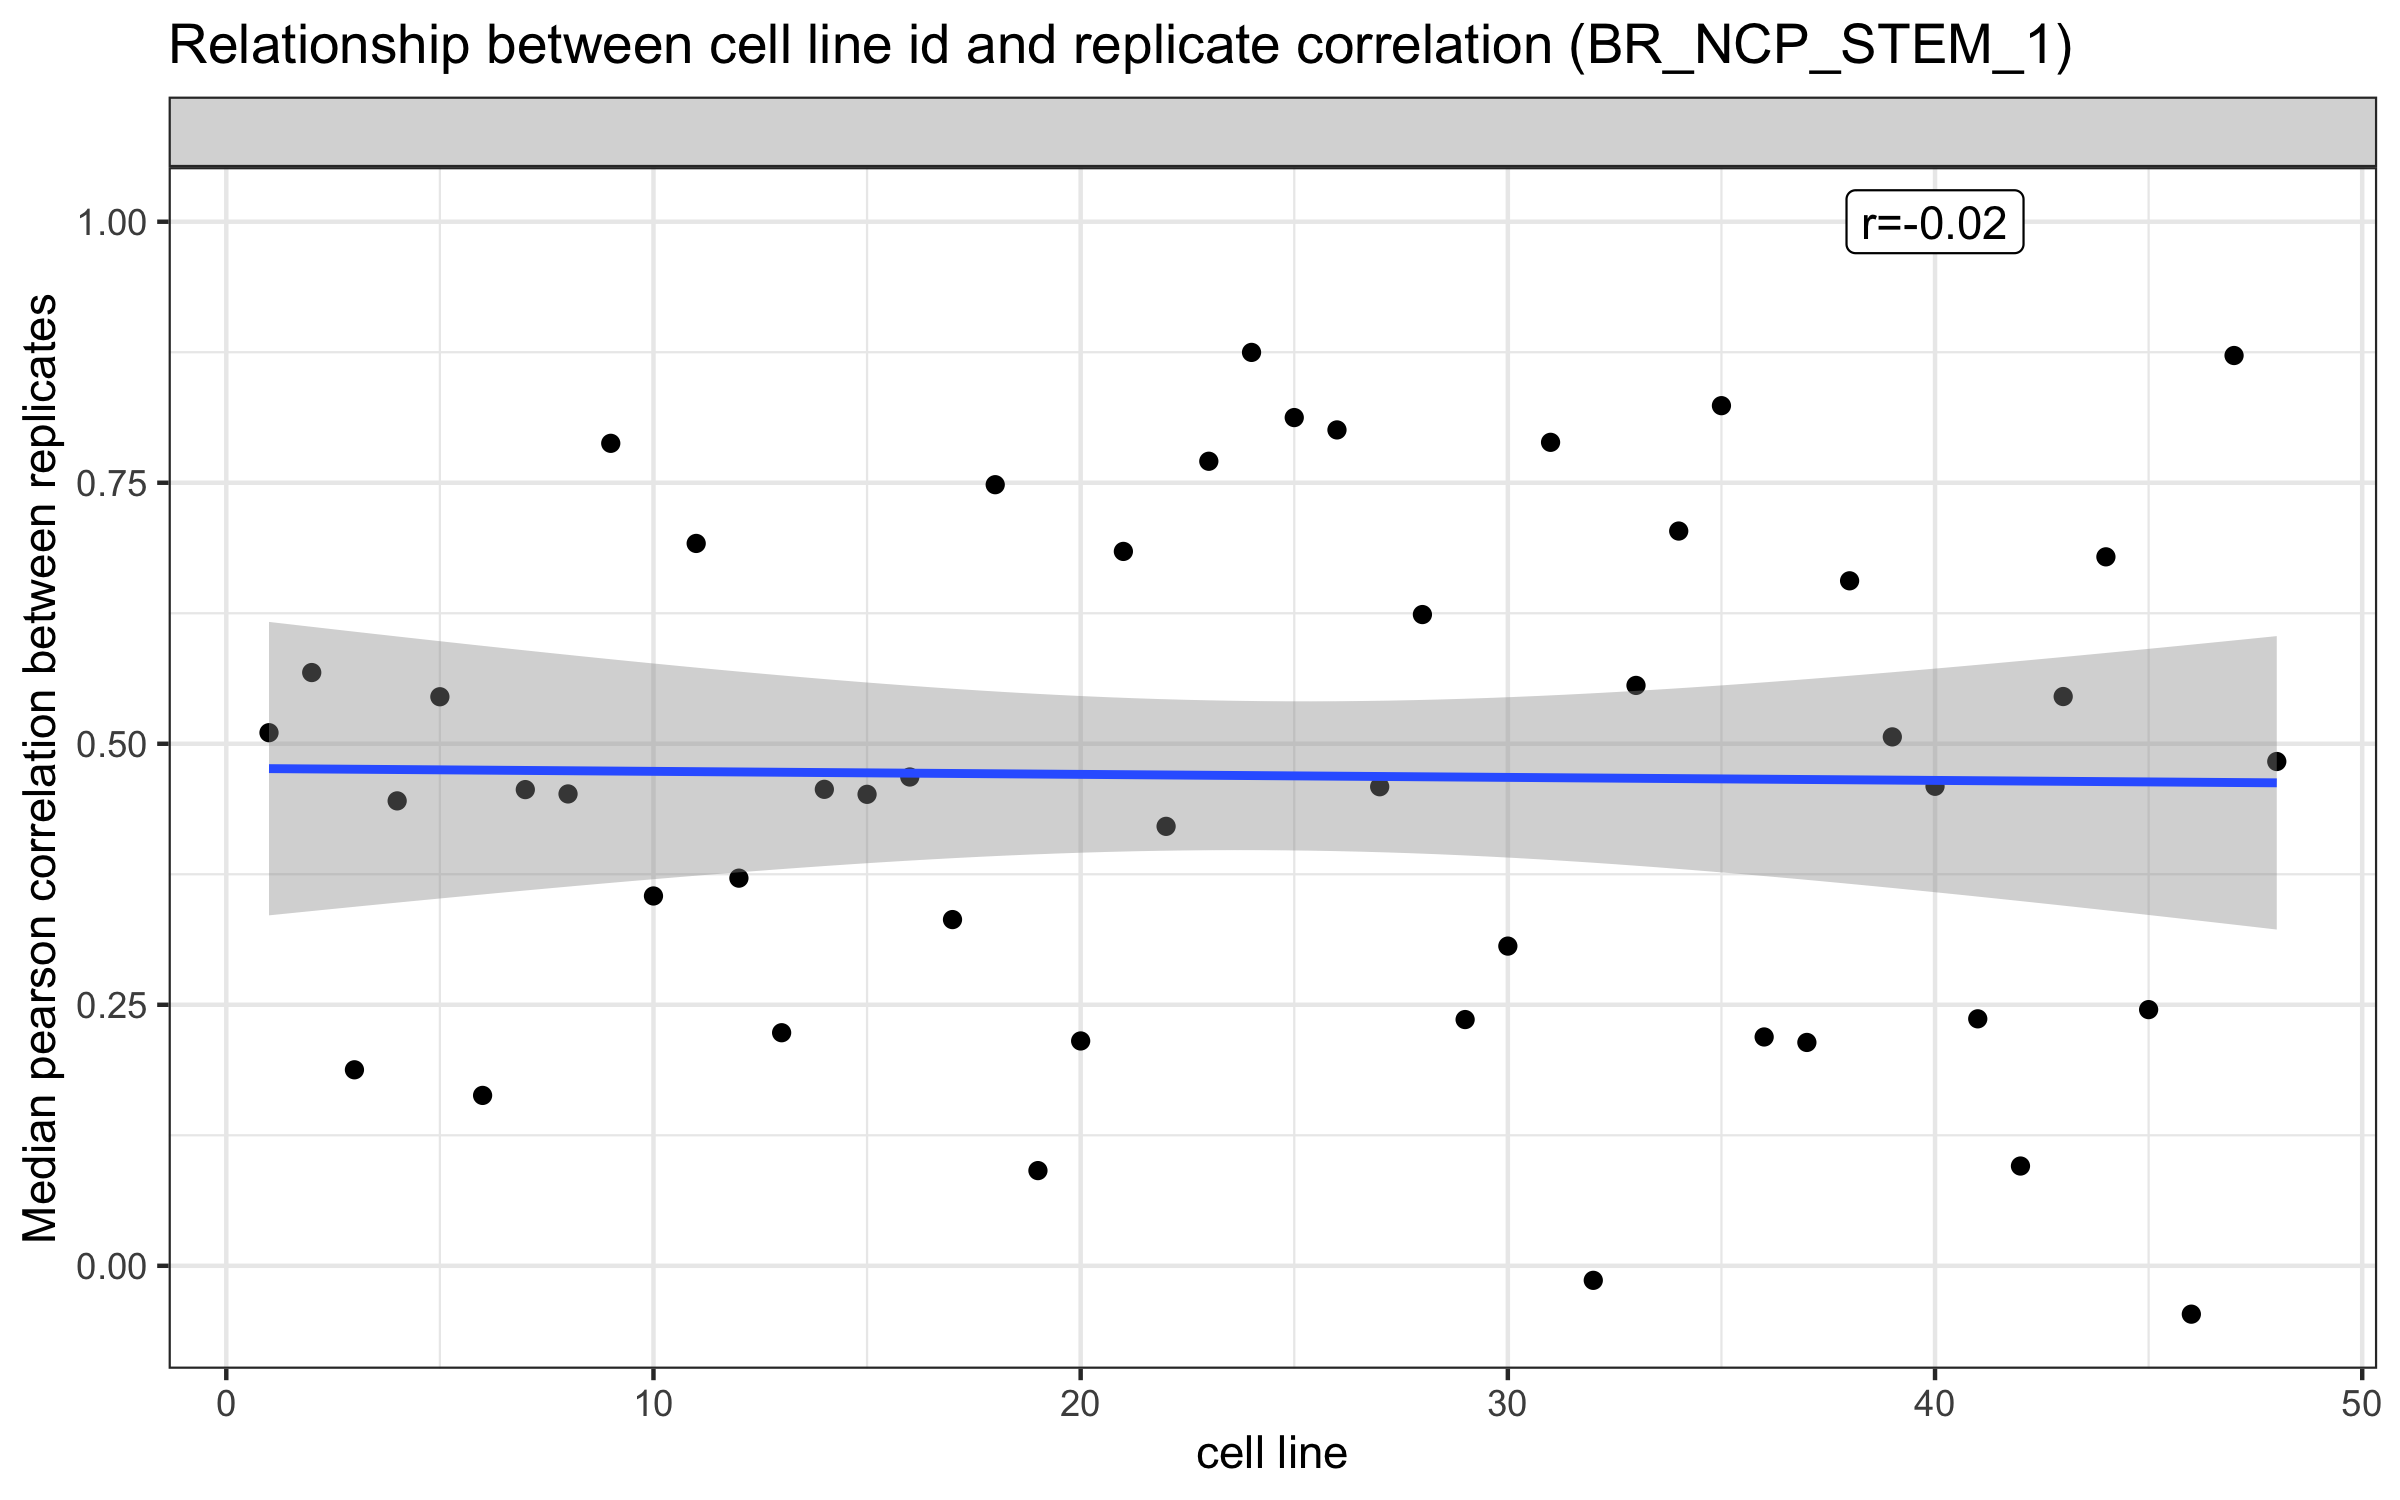 Relationship between cell line id and replicate correlation (BR_NCP_STEM_1)
r=-0.02
Median pearson correlation between replicates
1.00
0.75
0.50
0.25
0.00
0 10 20 30 40 50
cell line